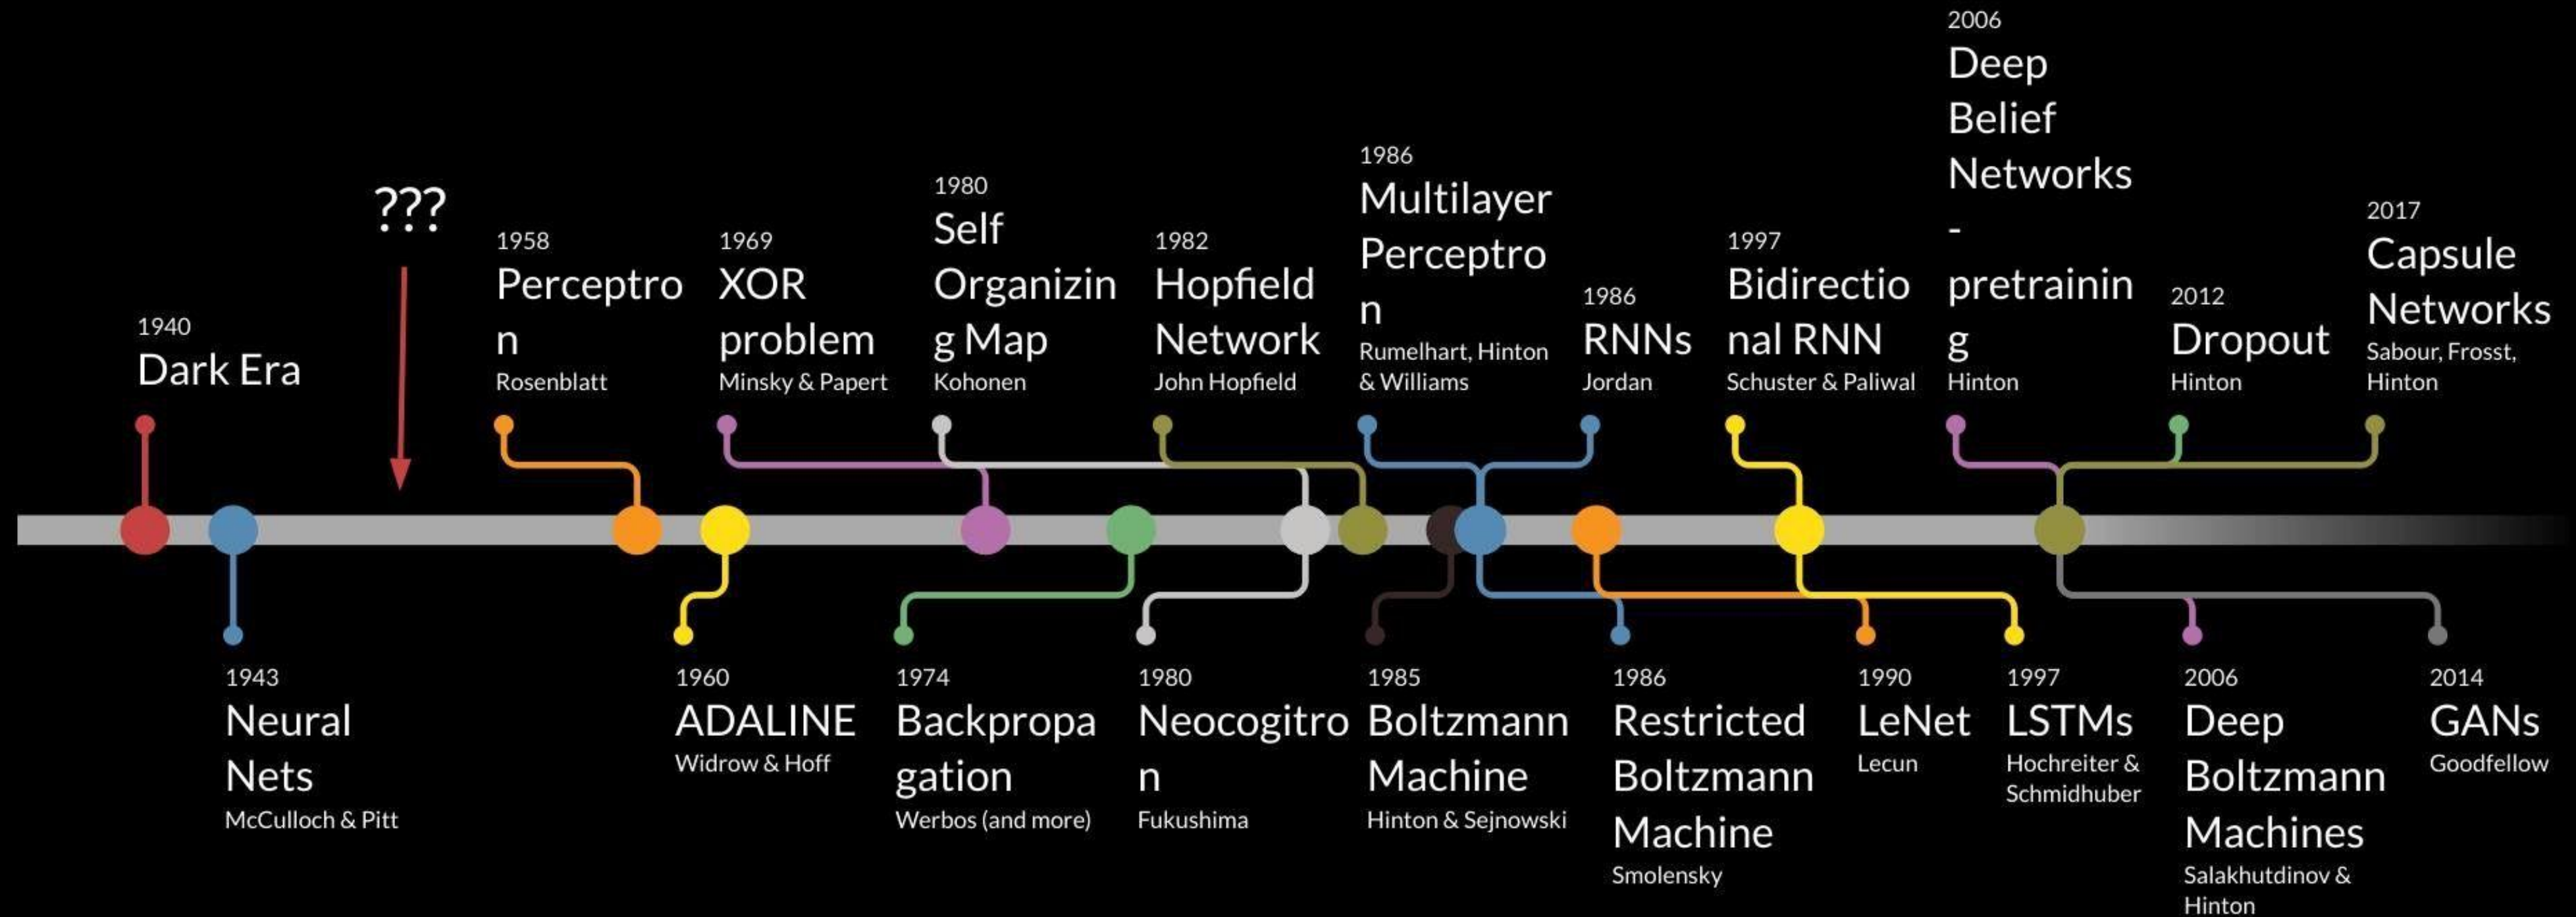 1940
Dark Era
???
1958
Perceptro
n
Rosenblatt
1969
XOR
problem
Minsky & Papert
1980
Self
Organizin
g Map
Kohonen
1982
Hopfield
Network
John Hopfield
1986
Multilayer
Perceptro
n
Rumelhart, Hinton
& Williams
1986
RNNs
Jordan
1997
Bidirectio
nal RNN
Schuster & Paliwal
2006
Deep
Belief
Networks
-
pretrainin
g
Hinton
2012
Dropout
Hinton
2017
Capsule
Networks
Sabour, Frosst,
Hinton
1943
Neural
Nets
McCulloch & Pitt
1960
ADALINE
Widrow & Hoff
1974
Backpropa
gation
Werbos (and more)
1980
Neocogitro
n
Fukushima
1985
Boltzmann
Machine
Hinton & Sejnowski
1986
Restricted
Boltzmann
Machine
Smolensky
1990
LeNet
Lecun
1997
LSTMs
Hochreiter &
Schmidhuber
2006
Deep
Boltzmann
Machines
Salakhutdinov &
Hinton
2014
GANs
Goodfellow